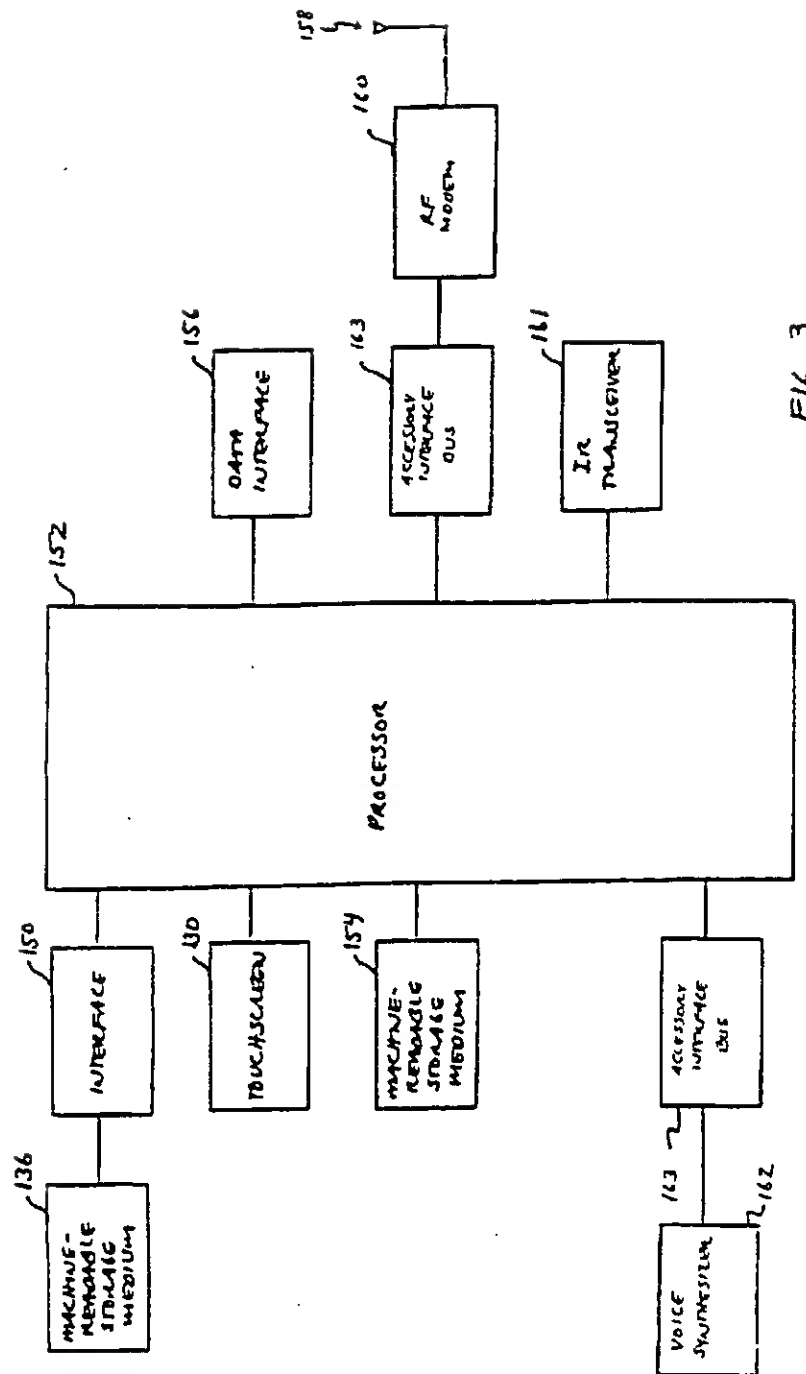 136
MACHINE-
READABLE
STORAGE
MEDIUM
150
INTERFACE
130
TOUCHSCREEN
154
MACHINE-
READABLE
STORAGE
MEDIUM
VOICE
SYNTHESIZER
162
163
ACCESSORY
INTERFACE
BUS
152
PROCESSOR
156
DATA
INTERFACE
163
ACCESSORY
INTERFACE
BUS
161
IR
TRANSCEIVER
160
RF
MODEM
158
FIG. 3